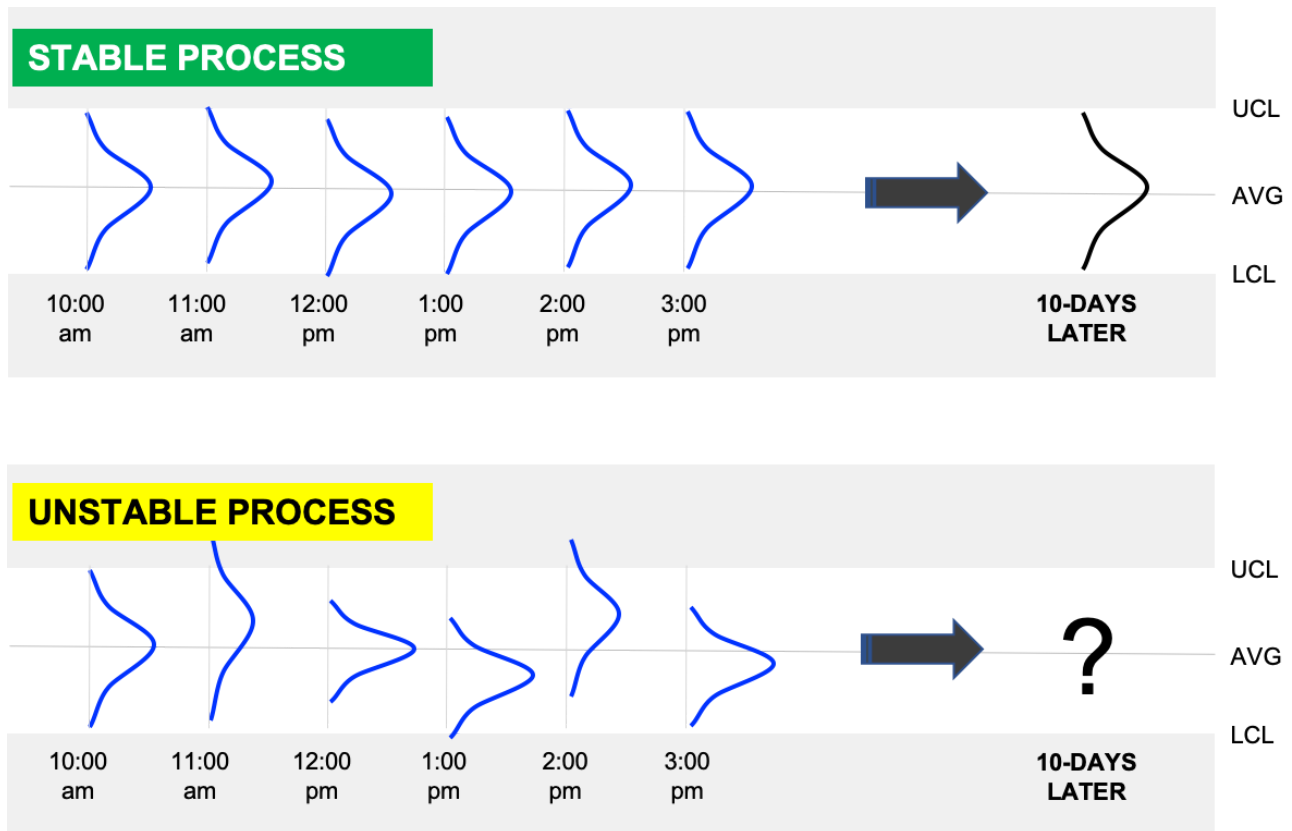 STABLE PROCESS
UCL
AVG
LCL
10:00 11:00 12:00 1:00 2:00 3:00 10-DAYS
am am pm pm pm pm LATER
UNSTABLE PROCESS
UCL
?
AVG
LCL
10:00 11:00 12:00 1:00 2:00 3:00 10-DAYS
am am pm pm pm pm LATER